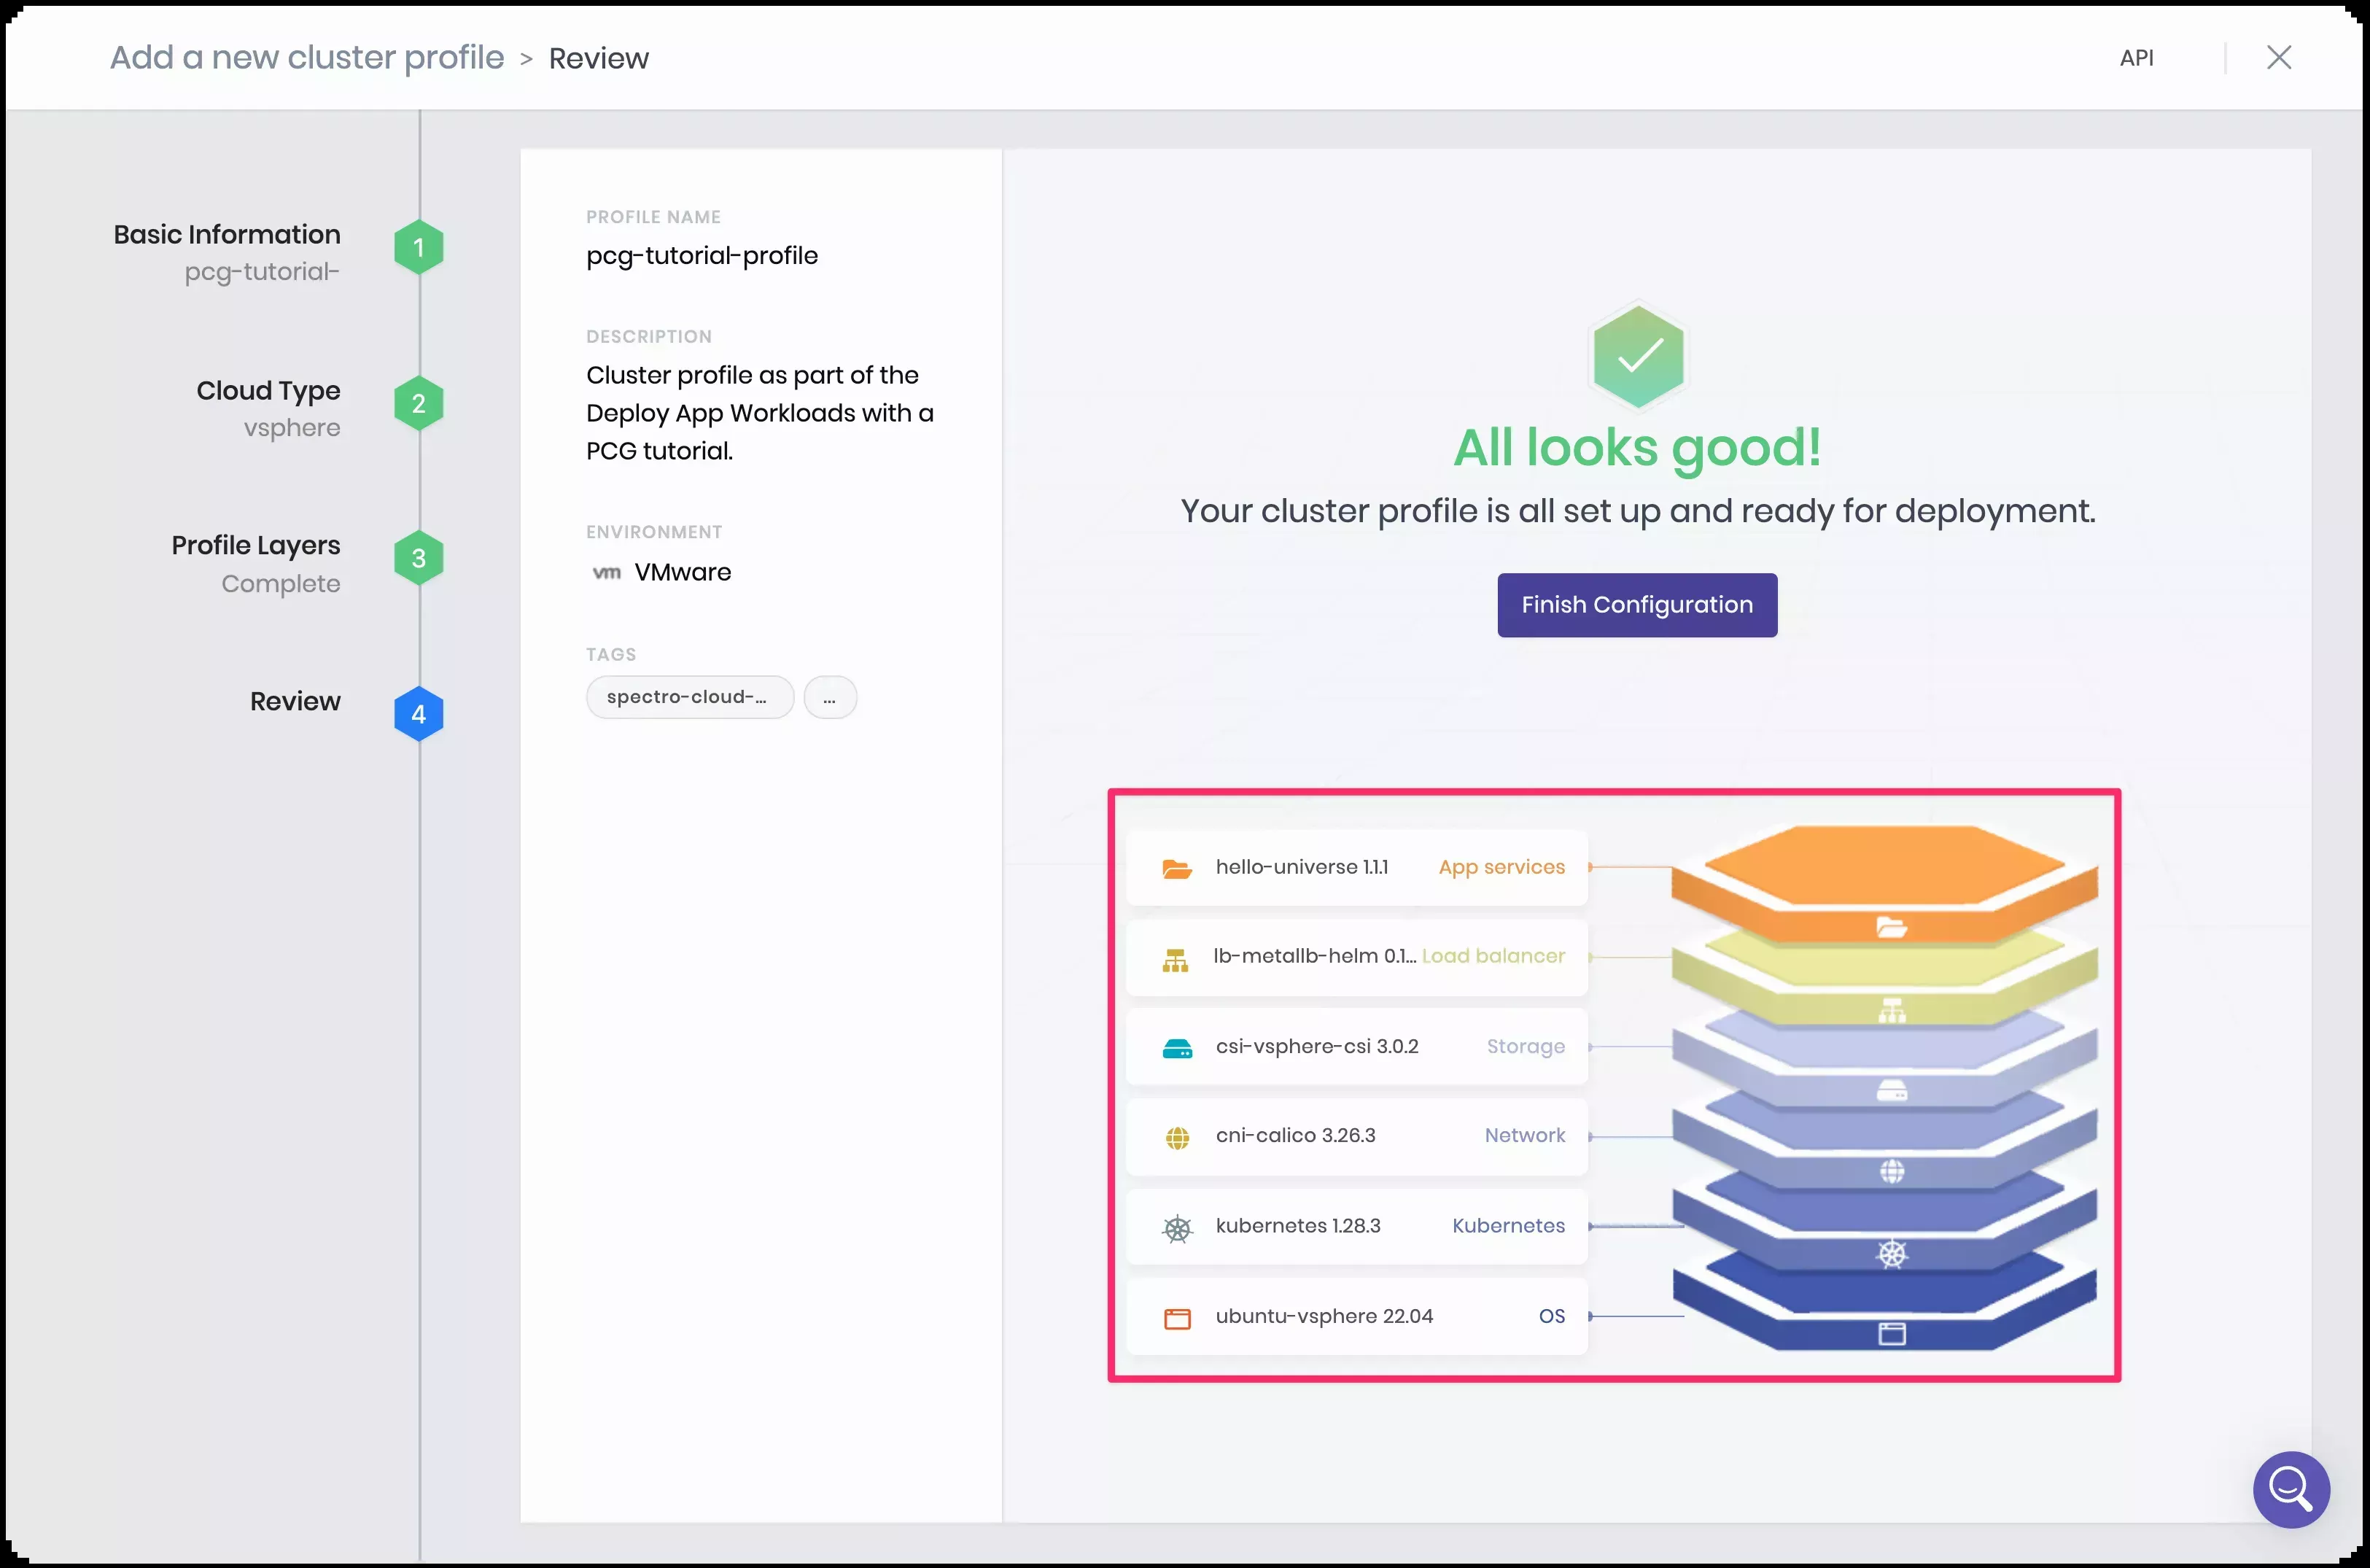 Add a new cluster profile > Review
API
Basic Information
pcg-tutorial-
1
Cloud Type
vsphere
2
Profile Layers
Complete
3
Review
4
PROFILE NAME
pcg-tutorial-profile
DESCRIPTION
Cluster profile as part of the
Deploy App Workloads with a
PCG tutorial.
ENVIRONMENT
vm VMware
TAGS
spectro-cloud-... ...
All looks good!
Your cluster profile is all set up and ready for deployment.
Finish Configuration
hello-universe 1.1.1 App services
lb-metallb-helm 0.1... Load balancer
csi-vsphere-csi 3.0.2 Storage
cni-calico 3.26.3 Network
kubernetes 1.28.3 Kubernetes
ubuntu-vsphere 22.04 OS